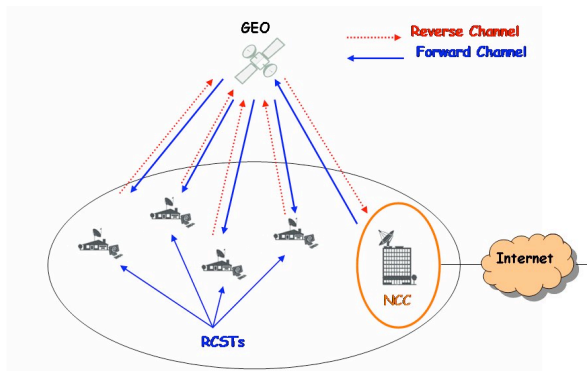 GEO
Reverse Channel
Forward Channel
Internet
NCC
RCSTs